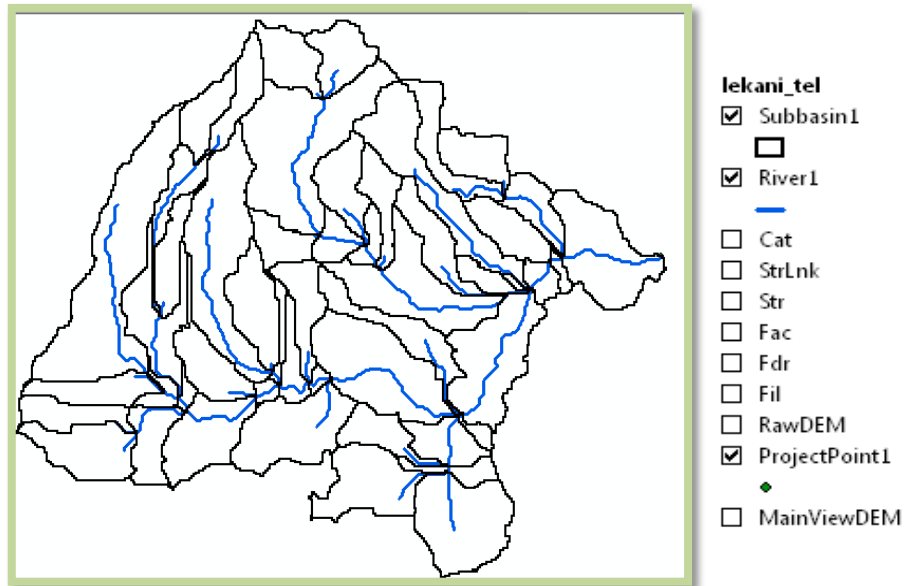 lekani_tel
Subbasin1
River1
Cat
StrLnk
Str
Fac
Fdr
Fil
RawDEM
ProjectPoint1
MainViewDEM